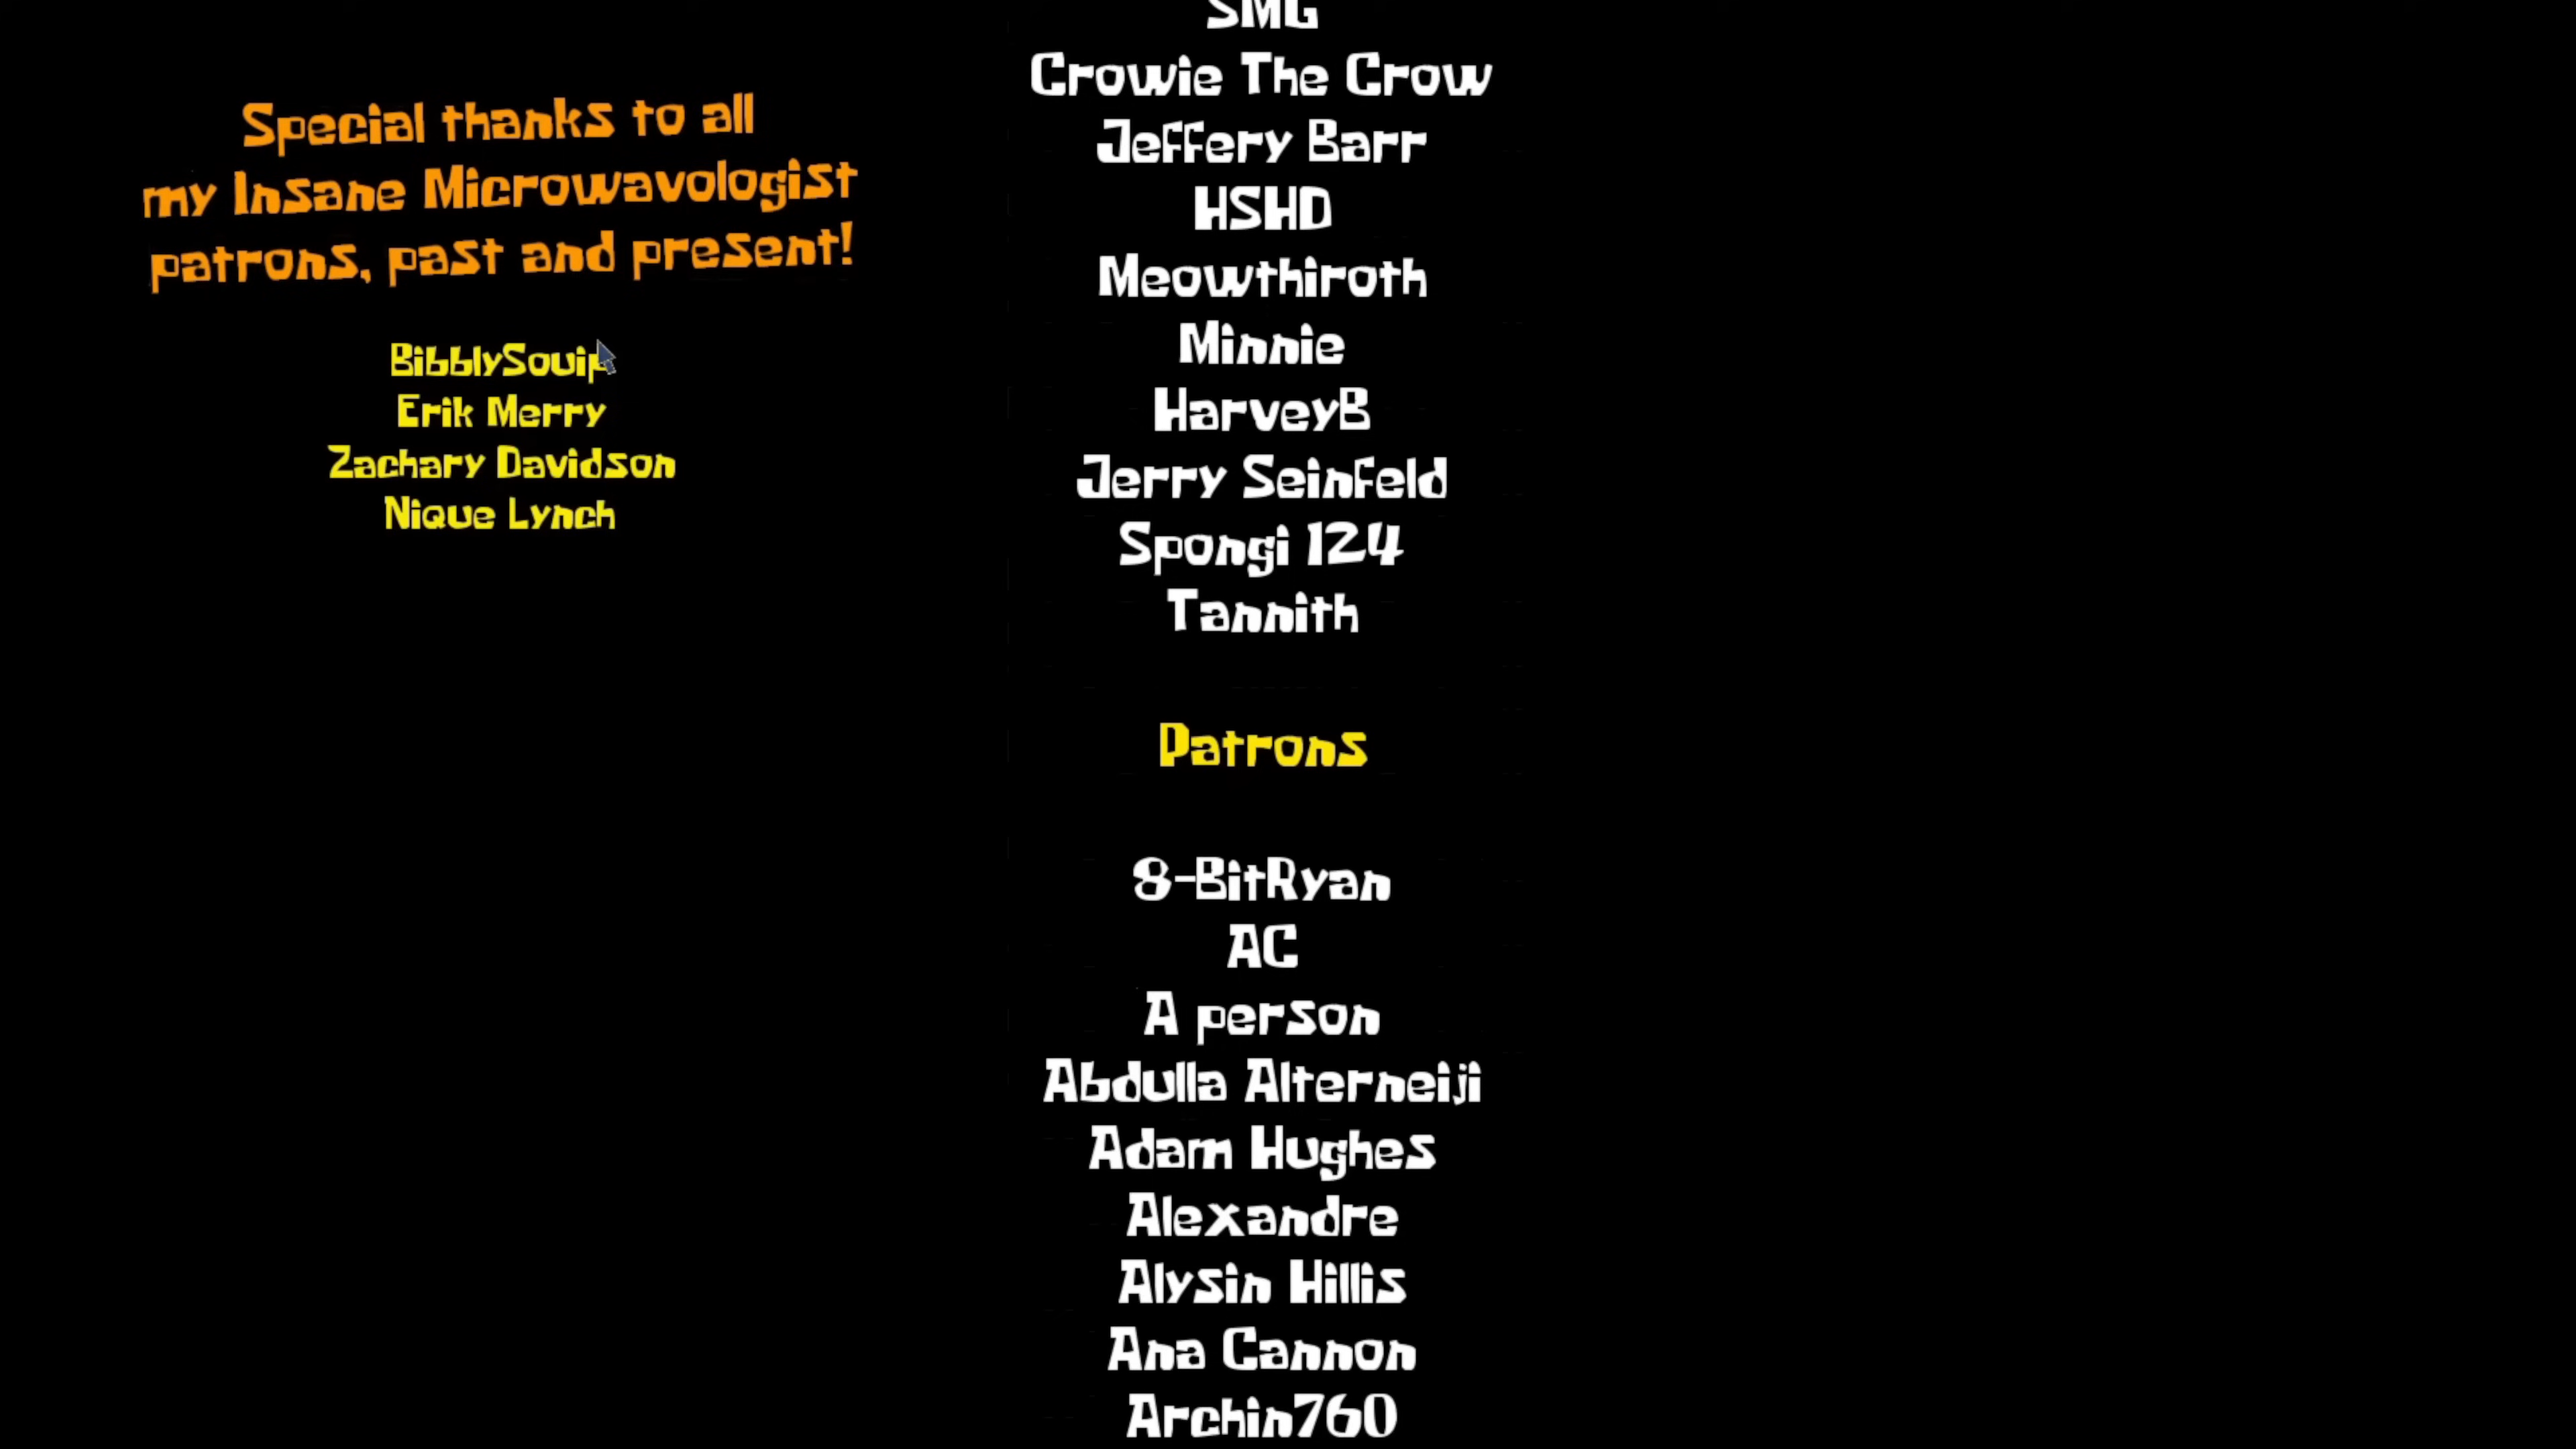 Special thanks to all
my Insane Microwavologist
patrons, past and present!
BibblySouip
Erik Merry
Zachary Davidson
Nique Lynch
SMG
Crowie The Crow
Jeffery Barr
HSHD
Meowthiroth
Minnie
HarveyB
Jerry Seinfeld
Spongi 124
Tannith
Patrons
8-BitRyan
AC
A person
Abdulla Alterneiji
Adam Hughes
Alexandre
Alysin Hillis
Ana Cannon
Archin760